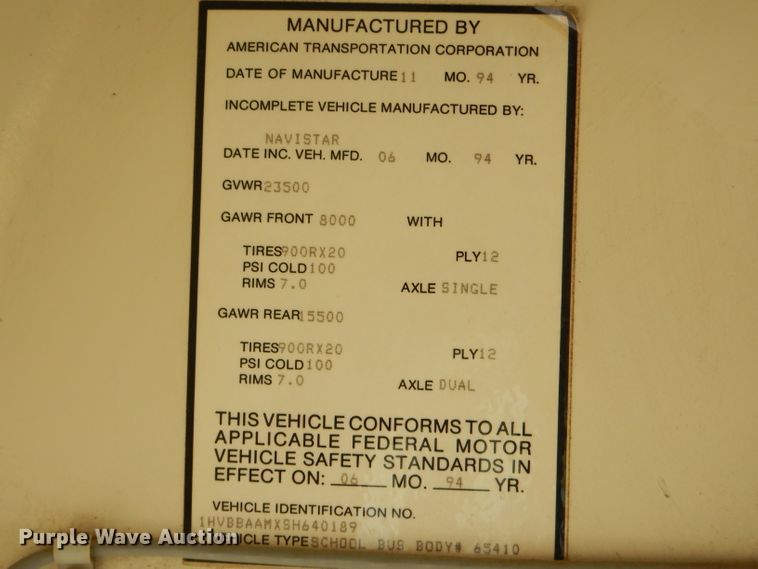 MANUFACTURED BY
AMERICAN TRANSPORTATION CORPORATION
DATE OF MANUFACTURE 11 MO. 94 YR.
INCOMPLETE VEHICLE MANUFACTURED BY:
NAVISTAR
DATE INC. VEH. MFD. 06 MO. 94 YR.
GVWR 23500
GAWR FRONT 8000 WITH
TIRES 900RX20 PLY 12
PSI COLD 100
RIMS 7.0 AXLE SINGLE
GAWR REAR 15500
TIRES 900RX20 PLY 12
PSI COLD 100
RIMS 7.0 AXLE DUAL
THIS VEHICLE CONFORMS TO ALL
APPLICABLE FEDERAL MOTOR
VEHICLE SAFETY STANDARDS IN
EFFECT ON: 06 MO. 94 YR.
VEHICLE IDENTIFICATION NO.
1HVBBAAMXSH640189
VEHICLE TYPE SCHOOL BUS BODY# 65410
Purple Wave Auction